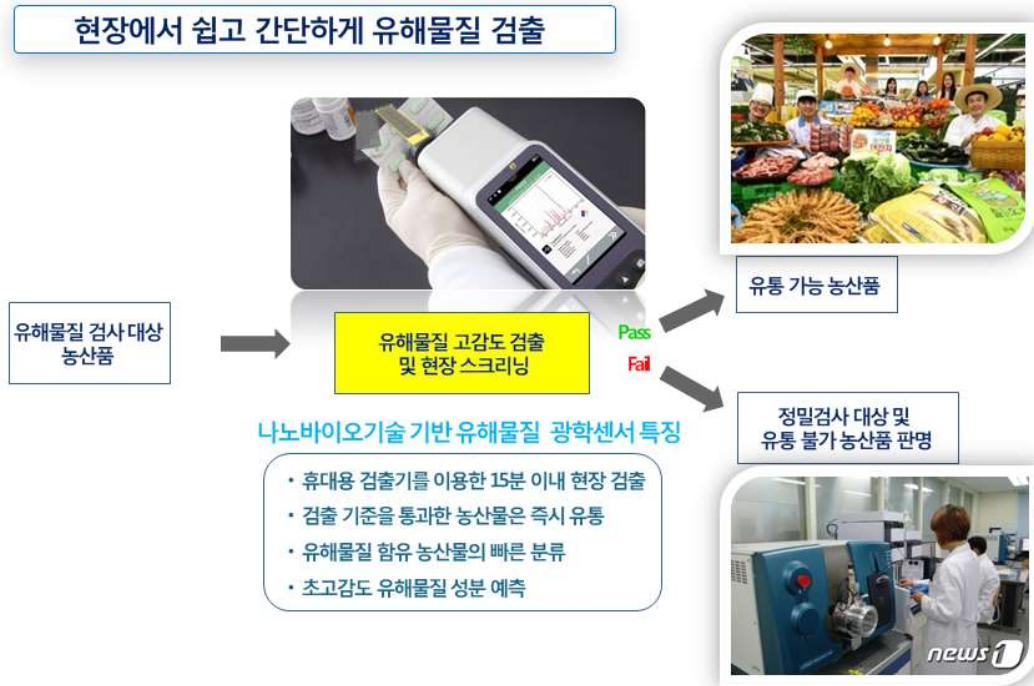 현장에서 쉽고 간단하게 유해물질 검출
유해물질 검사 대상
농산품
유해물질 고감도 검출
및 현장 스크리닝
Pass
Fail
유통 가능 농산품
정밀검사 대상 및
유통 불가 농산품 판명
나노바이오기술 기반 유해물질 광학센서 특징
· 휴대용 검출기를 이용한 15분 이내 현장 검출
· 검출 기준을 통과한 농산물은 즉시 유통
· 유해물질 함유 농산물의 빠른 분류
· 초고감도 유해물질 성분 예측
news1